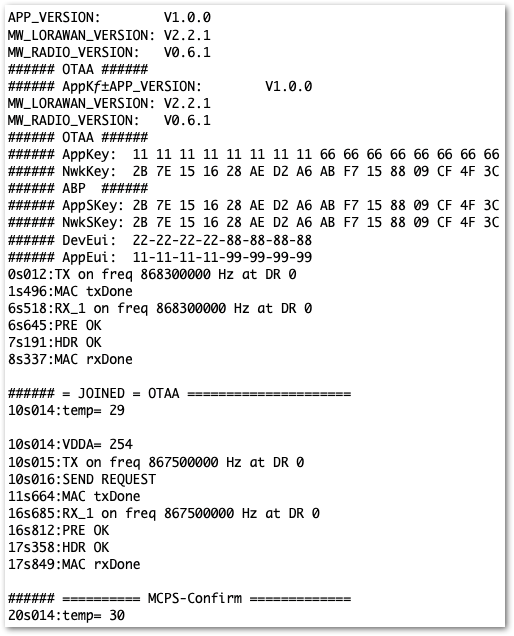 APP_VERSION:        V1.0.0
MW_LORAWAN_VERSION: V2.2.1
MW_RADIO_VERSION:   V0.6.1
###### OTAA ######
###### AppKƒ±APP_VERSION:        V1.0.0
MW_LORAWAN_VERSION: V2.2.1
MW_RADIO_VERSION:   V0.6.1
###### OTAA ######
###### AppKey:  11 11 11 11 11 11 11 11 66 66 66 66 66 66 66 66
###### NwkKey:  2B 7E 15 16 28 AE D2 A6 AB F7 15 88 09 CF 4F 3C
###### ABP  ######
###### AppSKey: 2B 7E 15 16 28 AE D2 A6 AB F7 15 88 09 CF 4F 3C
###### NwkSKey: 2B 7E 15 16 28 AE D2 A6 AB F7 15 88 09 CF 4F 3C
###### DevEui:  22-22-22-22-88-88-88-88
###### AppEui:  11-11-11-11-99-99-99-99
0s012:TX on freq 868300000 Hz at DR 0
1s496:MAC txDone
6s518:RX_1 on freq 868300000 Hz at DR 0
6s645:PRE OK
7s191:HDR OK
8s337:MAC rxDone

###### = JOINED = OTAA =====================
10s014:temp= 29

10s014:VDDA= 254
10s015:TX on freq 867500000 Hz at DR 0
10s016:SEND REQUEST
11s664:MAC txDone
16s685:RX_1 on freq 867500000 Hz at DR 0
16s812:PRE OK
17s358:HDR OK
17s849:MAC rxDone

###### ========== MCPS-Confirm =============
20s014:temp= 30